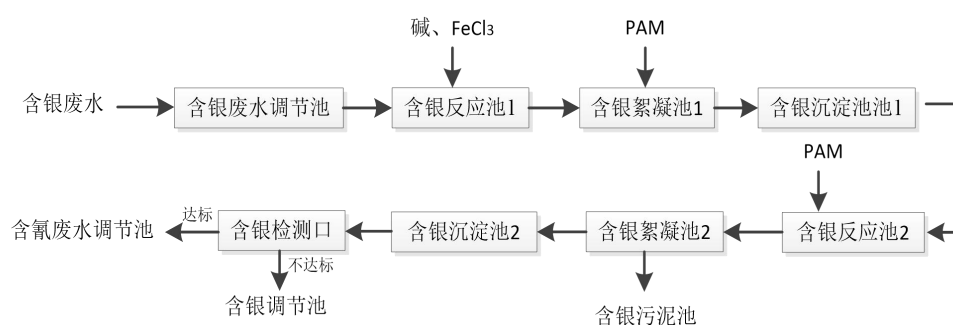 碱、FeCl₃
PAM
含银废水
含银废水调节池
含银反应池1
含银絮凝池1
含银沉淀池池1
PAM
含氰废水调节池
达标
含银检测口
含银沉淀池2
含银絮凝池2
含银反应池2
不达标
含银调节池
含银污泥池